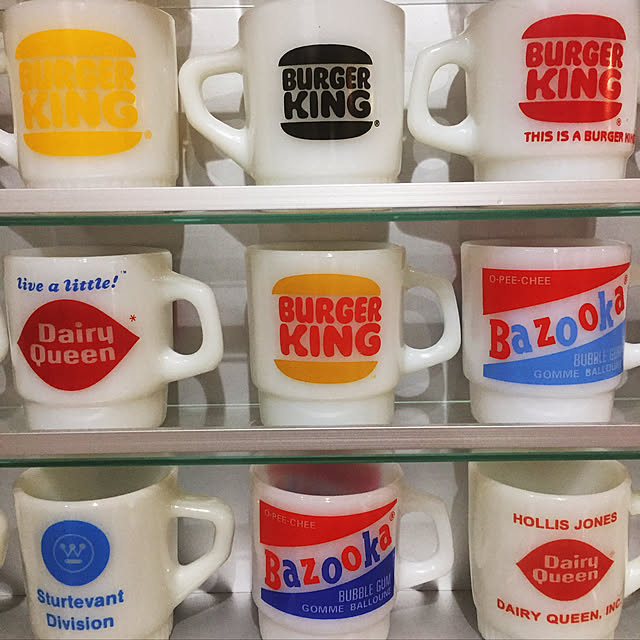 BURGER
KING
®
BURGER
KING
®
BURGER
KING
®
THIS IS A BURGER KING
live a little!™
Dairy
Queen
*
BURGER
KING
O-PEE-CHEE
Bazooka
BUBBLE GUM
GOMME BALLOUNE
Sturtevant
Division
O-PEE-CHEE
Bazooka®
BUBBLE GUM
GOMME BALLOUNE
HOLLIS JONES
Dairy
Queen
DAIRY QUEEN, INC.